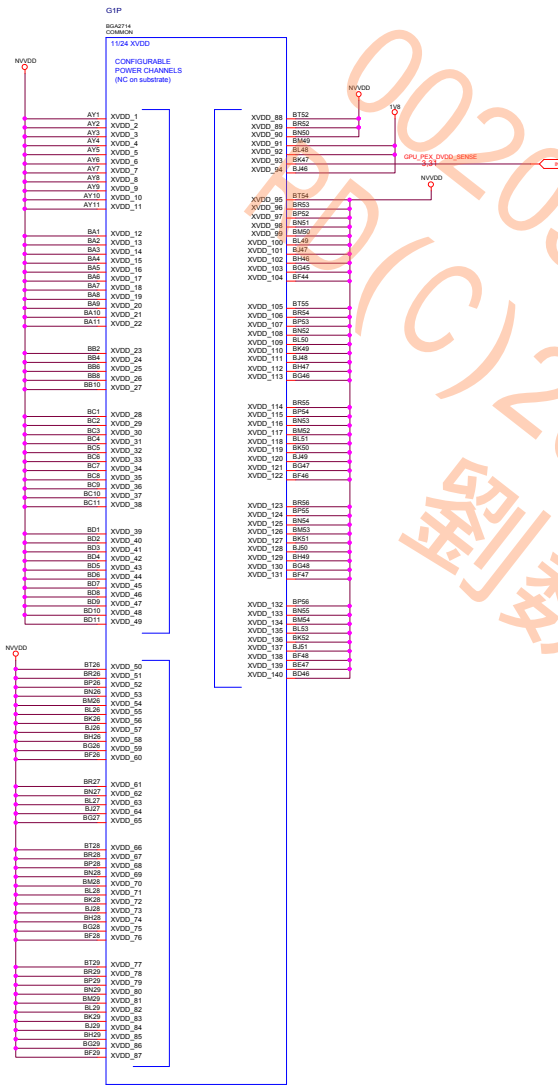 G1P
BGA2714
COMMON
11/24 XVDD
CONFIGURABLE
POWER CHANNELS
(NC on substrate)
NVVDD
AY1 XVDD_1
AY2 XVDD_2
AY3 XVDD_3
AY4 XVDD_4
AY5 XVDD_5
AY6 XVDD_6
AY7 XVDD_7
AY8 XVDD_8
AY9 XVDD_9
AY10 XVDD_10
AY11 XVDD_11
BA1 XVDD_12
BA2 XVDD_13
BA3 XVDD_14
BA4 XVDD_15
BA5 XVDD_16
BA6 XVDD_17
BA7 XVDD_18
BA8 XVDD_19
BA9 XVDD_20
BA10 XVDD_21
BA11 XVDD_22
BB2 XVDD_23
BB4 XVDD_24
BB6 XVDD_25
BB8 XVDD_26
BB10 XVDD_27
BC1 XVDD_28
BC2 XVDD_29
BC3 XVDD_30
BC4 XVDD_31
BC5 XVDD_32
BC6 XVDD_33
BC7 XVDD_34
BC8 XVDD_35
BC9 XVDD_36
BC10 XVDD_37
BC11 XVDD_38
BD1 XVDD_39
BD2 XVDD_40
BD3 XVDD_41
BD4 XVDD_42
BD5 XVDD_43
BD6 XVDD_44
BD7 XVDD_45
BD8 XVDD_46
BD9 XVDD_47
BD10 XVDD_48
BD11 XVDD_49
NVVDD
BT26 XVDD_50
BR26 XVDD_51
BP26 XVDD_52
BN26 XVDD_53
BM26 XVDD_54
BL26 XVDD_55
BK26 XVDD_56
BJ26 XVDD_57
BH26 XVDD_58
BG26 XVDD_59
BF26 XVDD_60
BR27 XVDD_61
BN27 XVDD_62
BL27 XVDD_63
BJ27 XVDD_64
BG27 XVDD_65
BT28 XVDD_66
BR28 XVDD_67
BP28 XVDD_68
BN28 XVDD_69
BM28 XVDD_70
BL28 XVDD_71
BK28 XVDD_72
BJ28 XVDD_73
BH28 XVDD_74
BG28 XVDD_75
BF28 XVDD_76
BT29 XVDD_77
BR29 XVDD_78
BP29 XVDD_79
BN29 XVDD_80
BM29 XVDD_81
BL29 XVDD_82
BK29 XVDD_83
BJ29 XVDD_84
BH29 XVDD_85
BG29 XVDD_86
BF29 XVDD_87
NVVDD
1V8
XVDD_88 BT52
XVDD_89 BR52
XVDD_90 BN50
XVDD_91 BM49
XVDD_92 BL48
XVDD_93 BK47
XVDD_94 BJ46
GPU_PEX_DVDD_SENSE
3,31
NVVDD
XVDD_95 BT54
XVDD_96 BR53
XVDD_97 BP52
XVDD_98 BN51
XVDD_99 BM50
XVDD_100 BL49
XVDD_101 BJ47
XVDD_102 BH46
XVDD_103 BG45
XVDD_104 BF44
XVDD_105 BT55
XVDD_106 BR54
XVDD_107 BP53
XVDD_108 BN52
XVDD_109 BL50
XVDD_110 BK49
XVDD_111 BJ48
XVDD_112 BH47
XVDD_113 BG46
XVDD_114 BR55
XVDD_115 BP54
XVDD_116 BN53
XVDD_117 BM52
XVDD_118 BL51
XVDD_119 BK50
XVDD_120 BJ49
XVDD_121 BG47
XVDD_122 BF46
XVDD_123 BR56
XVDD_124 BP55
XVDD_125 BN54
XVDD_126 BM53
XVDD_127 BK51
XVDD_128 BJ50
XVDD_129 BH49
XVDD_130 BG48
XVDD_131 BF47
XVDD_132 BP56
XVDD_133 BN55
XVDD_134 BM54
XVDD_135 BL53
XVDD_136 BK52
XVDD_137 BJ51
XVDD_138 BF48
XVDD_139 BE47
XVDD_140 BD46